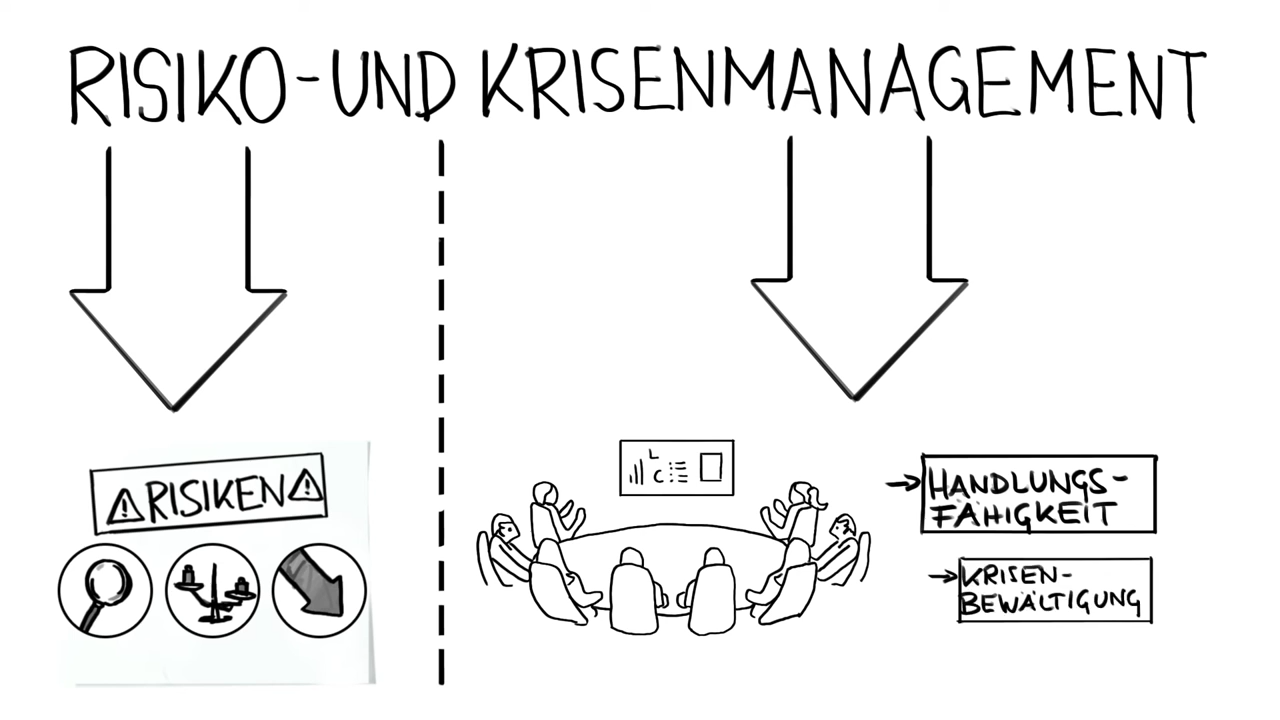 RISIKO-UND KRISENMANAGEMENT
RISIKEN
HANDLUNGS-
FÄHIGKEIT
KRISEN-
BEWÄLTIGUNG